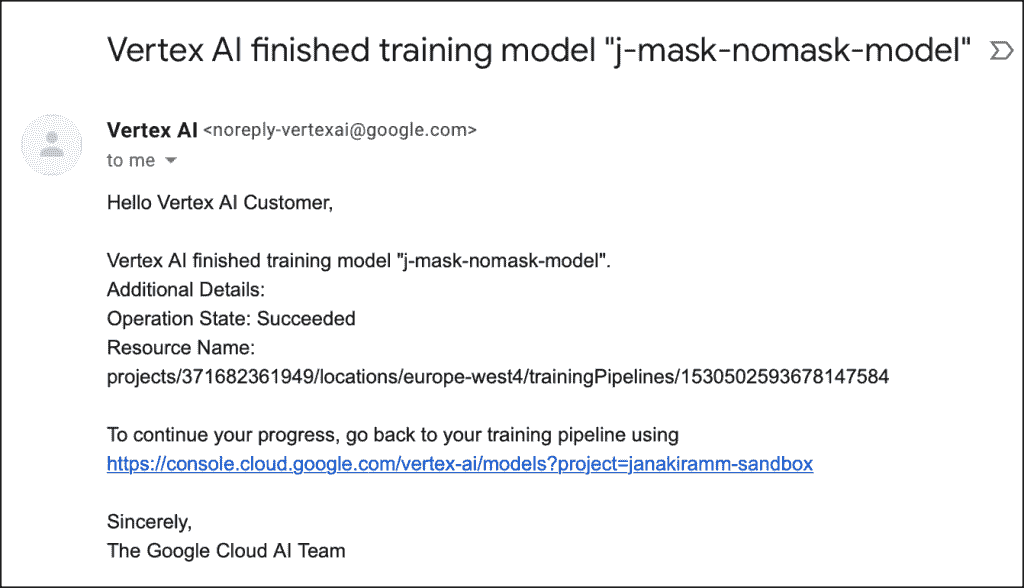 Vertex AI finished training model "j-mask-nomask-model"
Vertex AI <noreply-vertexai@google.com>
to me
Hello Vertex AI Customer,
Vertex AI finished training model "j-mask-nomask-model".
Additional Details:
Operation State: Succeeded
Resource Name:
projects/371682361949/locations/europe-west4/trainingPipelines/1530502593678147584
To continue your progress, go back to your training pipeline using
https://console.cloud.google.com/vertex-ai/models?project=janakiramm-sandbox
Sincerely,
The Google Cloud AI Team